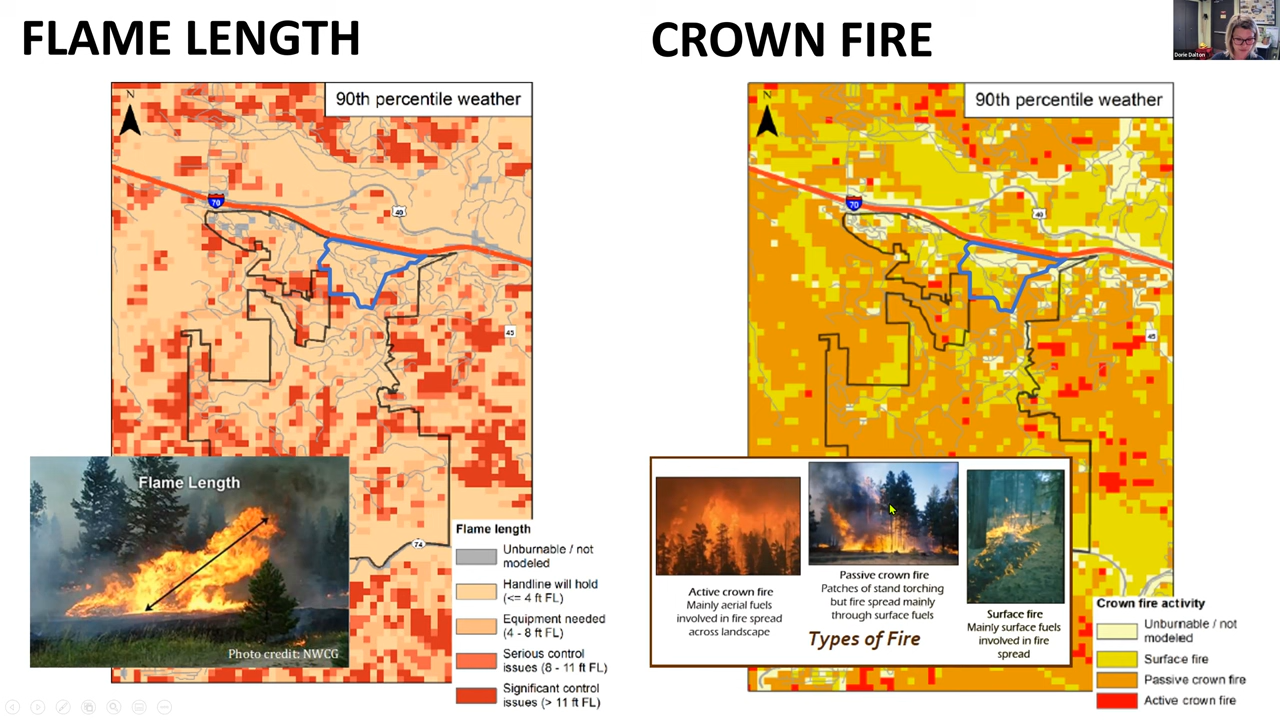 FLAME LENGTH
CROWN FIRE
Dorie Dalton
N
90th percentile weather
70
40
45
74
Flame Length
Photo credit: NWCG
Flame length
Unburnable / not
modeled
Handline will hold
(<= 4 ft FL)
Equipment needed
(4 - 8 ft FL)
Serious control
issues (8 - 11 ft FL)
Significant control
issues (> 11 ft FL)
N
90th percentile weather
70
40
45
Active crown fire
Mainly aerial fuels
involved in fire spread
across landscape
Passive crown fire
Patches of stand torching
but fire spread mainly
through surface fuels
Types of Fire
Surface fire
Mainly surface fuels
involved in fire
spread
Crown fire activity
Unburnable / not
modeled
Surface fire
Passive crown fire
Active crown fire